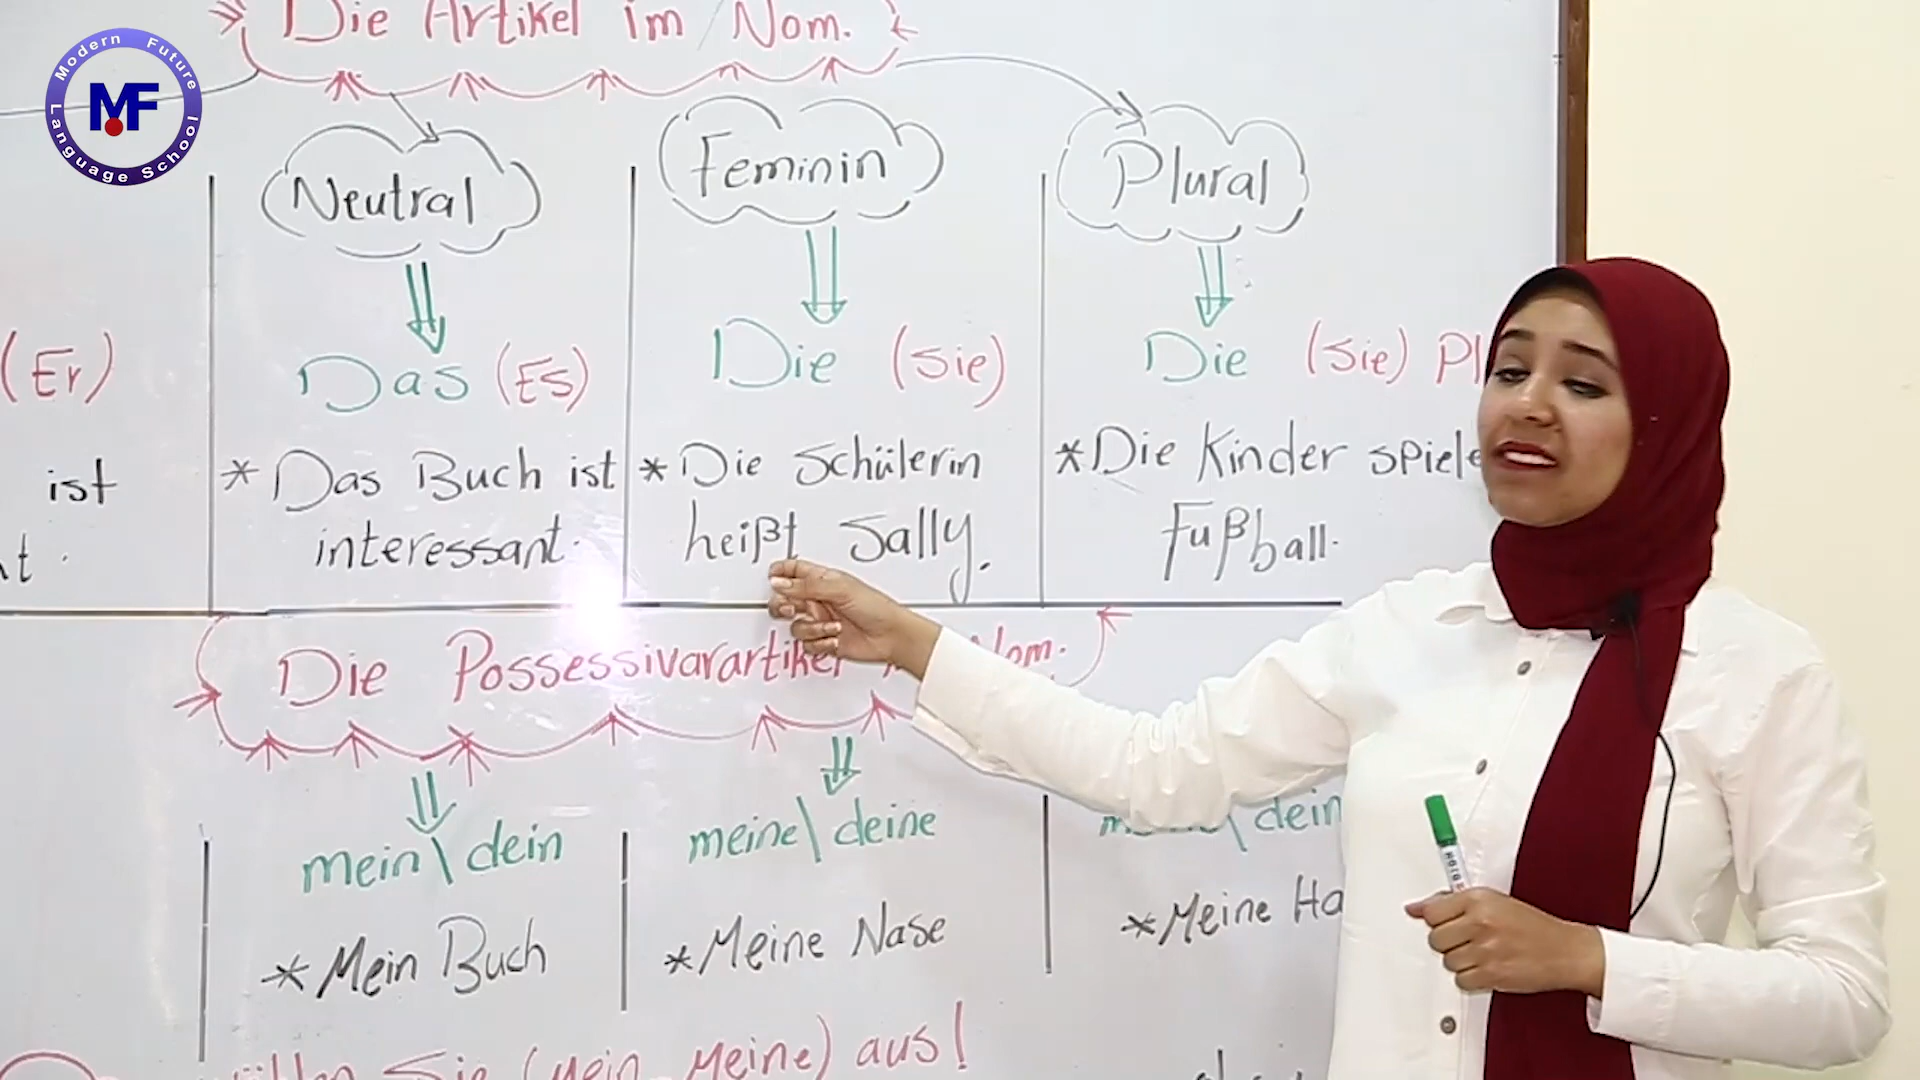 Modern Future
MF
Language School
Die Artikel im Nom.
Neutral
Feminin
Plural
(Er)
Das (Es)
Die (Sie)
Die (Sie) Pl
ist
* Das Buch ist
interessant.
* Die Schülerin
heißt Sally.
* Die Kinder spiele
Fußball.
Die Possessivarartikel Nom.
mein\dein
meine\deine
dein
* Mein Buch
* Meine Nase
* Meine Ha
Sie (Mein, Meine) aus!